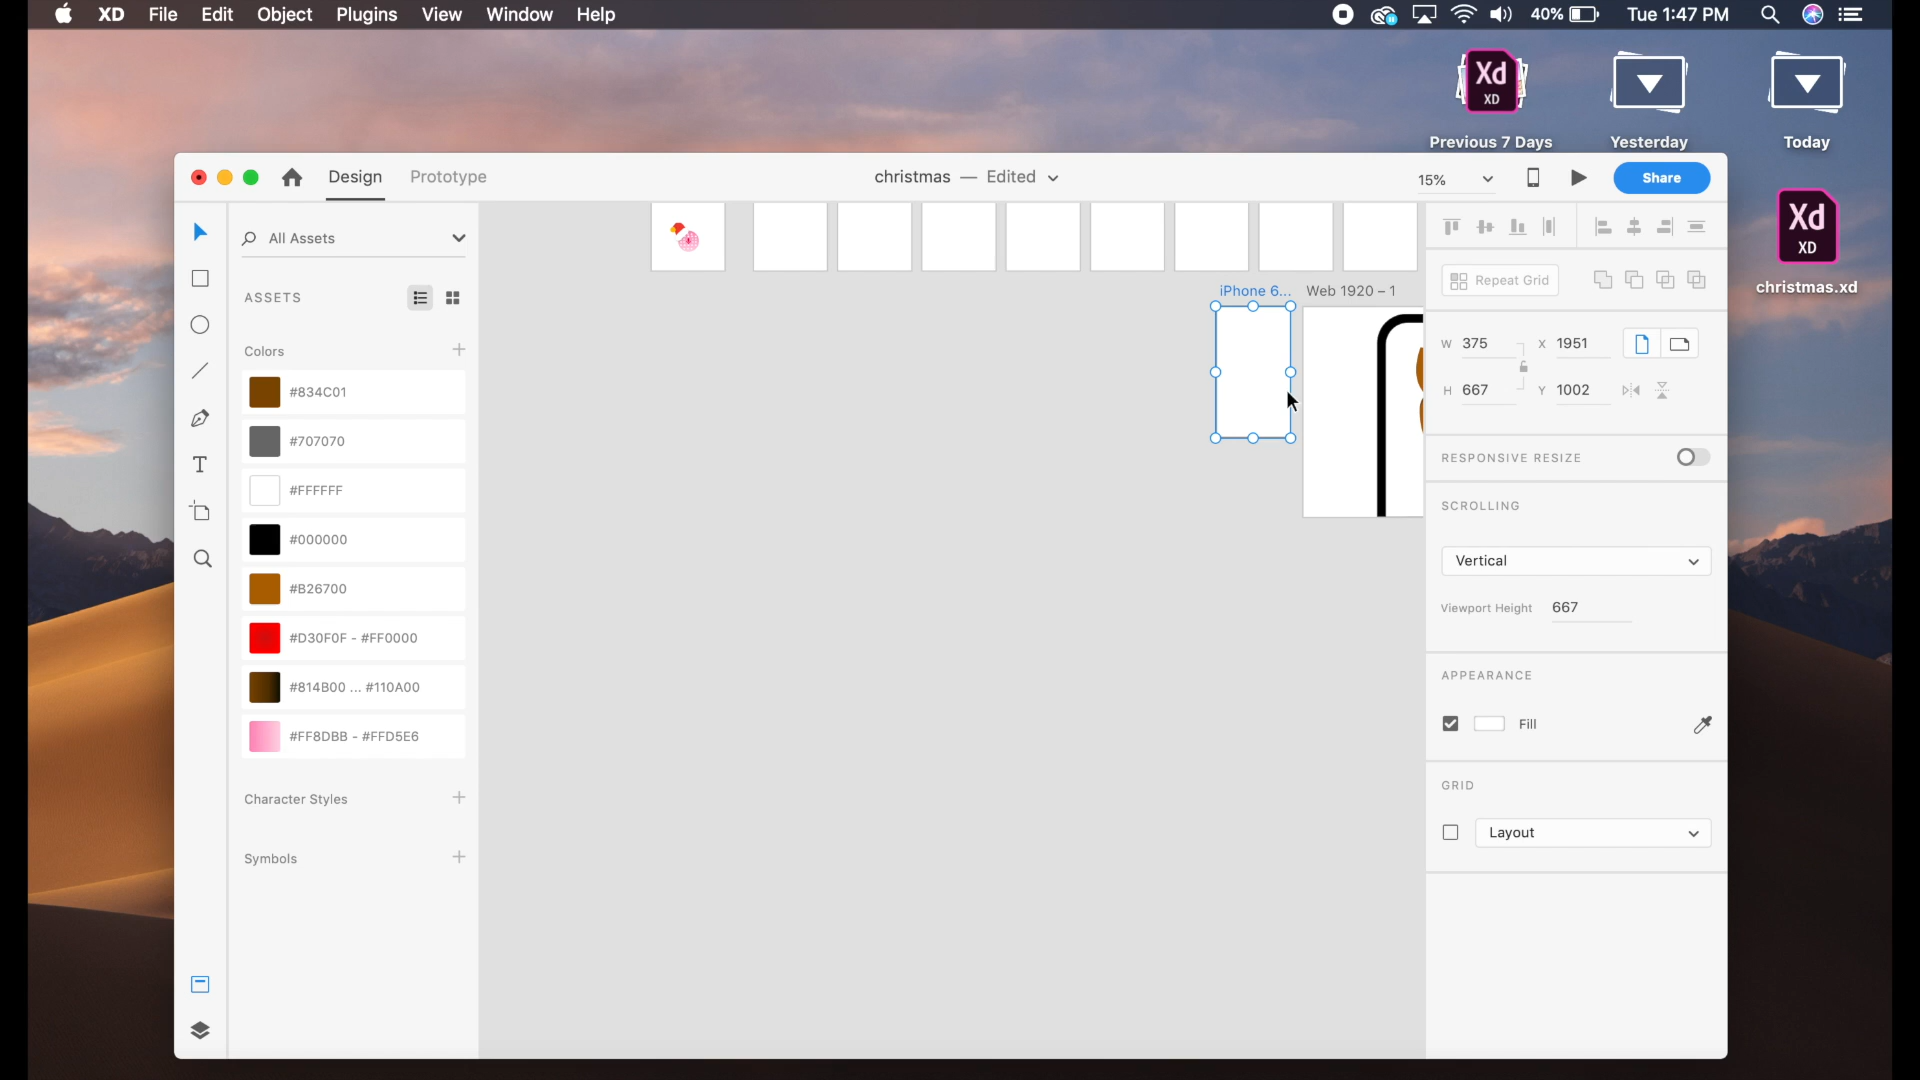 XD File Edit Object Plugins View Window Help 40% Tue 1:47 PM
Xd
XD
Previous 7 Days Yesterday Today
Design Prototype christmas — Edited 15% Share
Xd
XD
christmas.xd
All Assets
ASSETS
Repeat Grid
iPhone 6... Web 1920 – 1
Colors
W 375 X 1951
H 667 Y 1002
#834C01
#707070
RESPONSIVE RESIZE
#FFFFFF
SCROLLING
#000000
Vertical
#B26700
Viewport Height 667
#D30F0F - #FF0000
APPEARANCE
#814B00 ... #110A00
Fill
#FF8DBB - #FFD5E6
GRID
Character Styles
Layout
Symbols